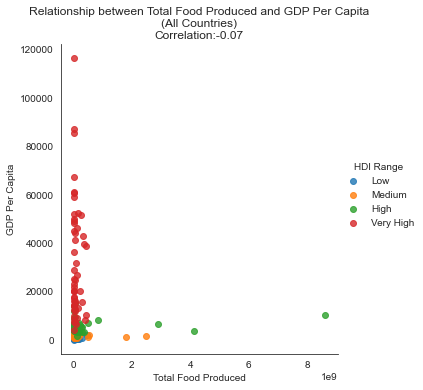 Relationship between Total Food Produced and GDP Per Capita
(All Countries)
Correlation:-0.07
120000
100000
80000
60000
40000
20000
0
GDP Per Capita
HDI Range
Low
Medium
High
Very High
0 2 4 6 8
1e9
Total Food Produced